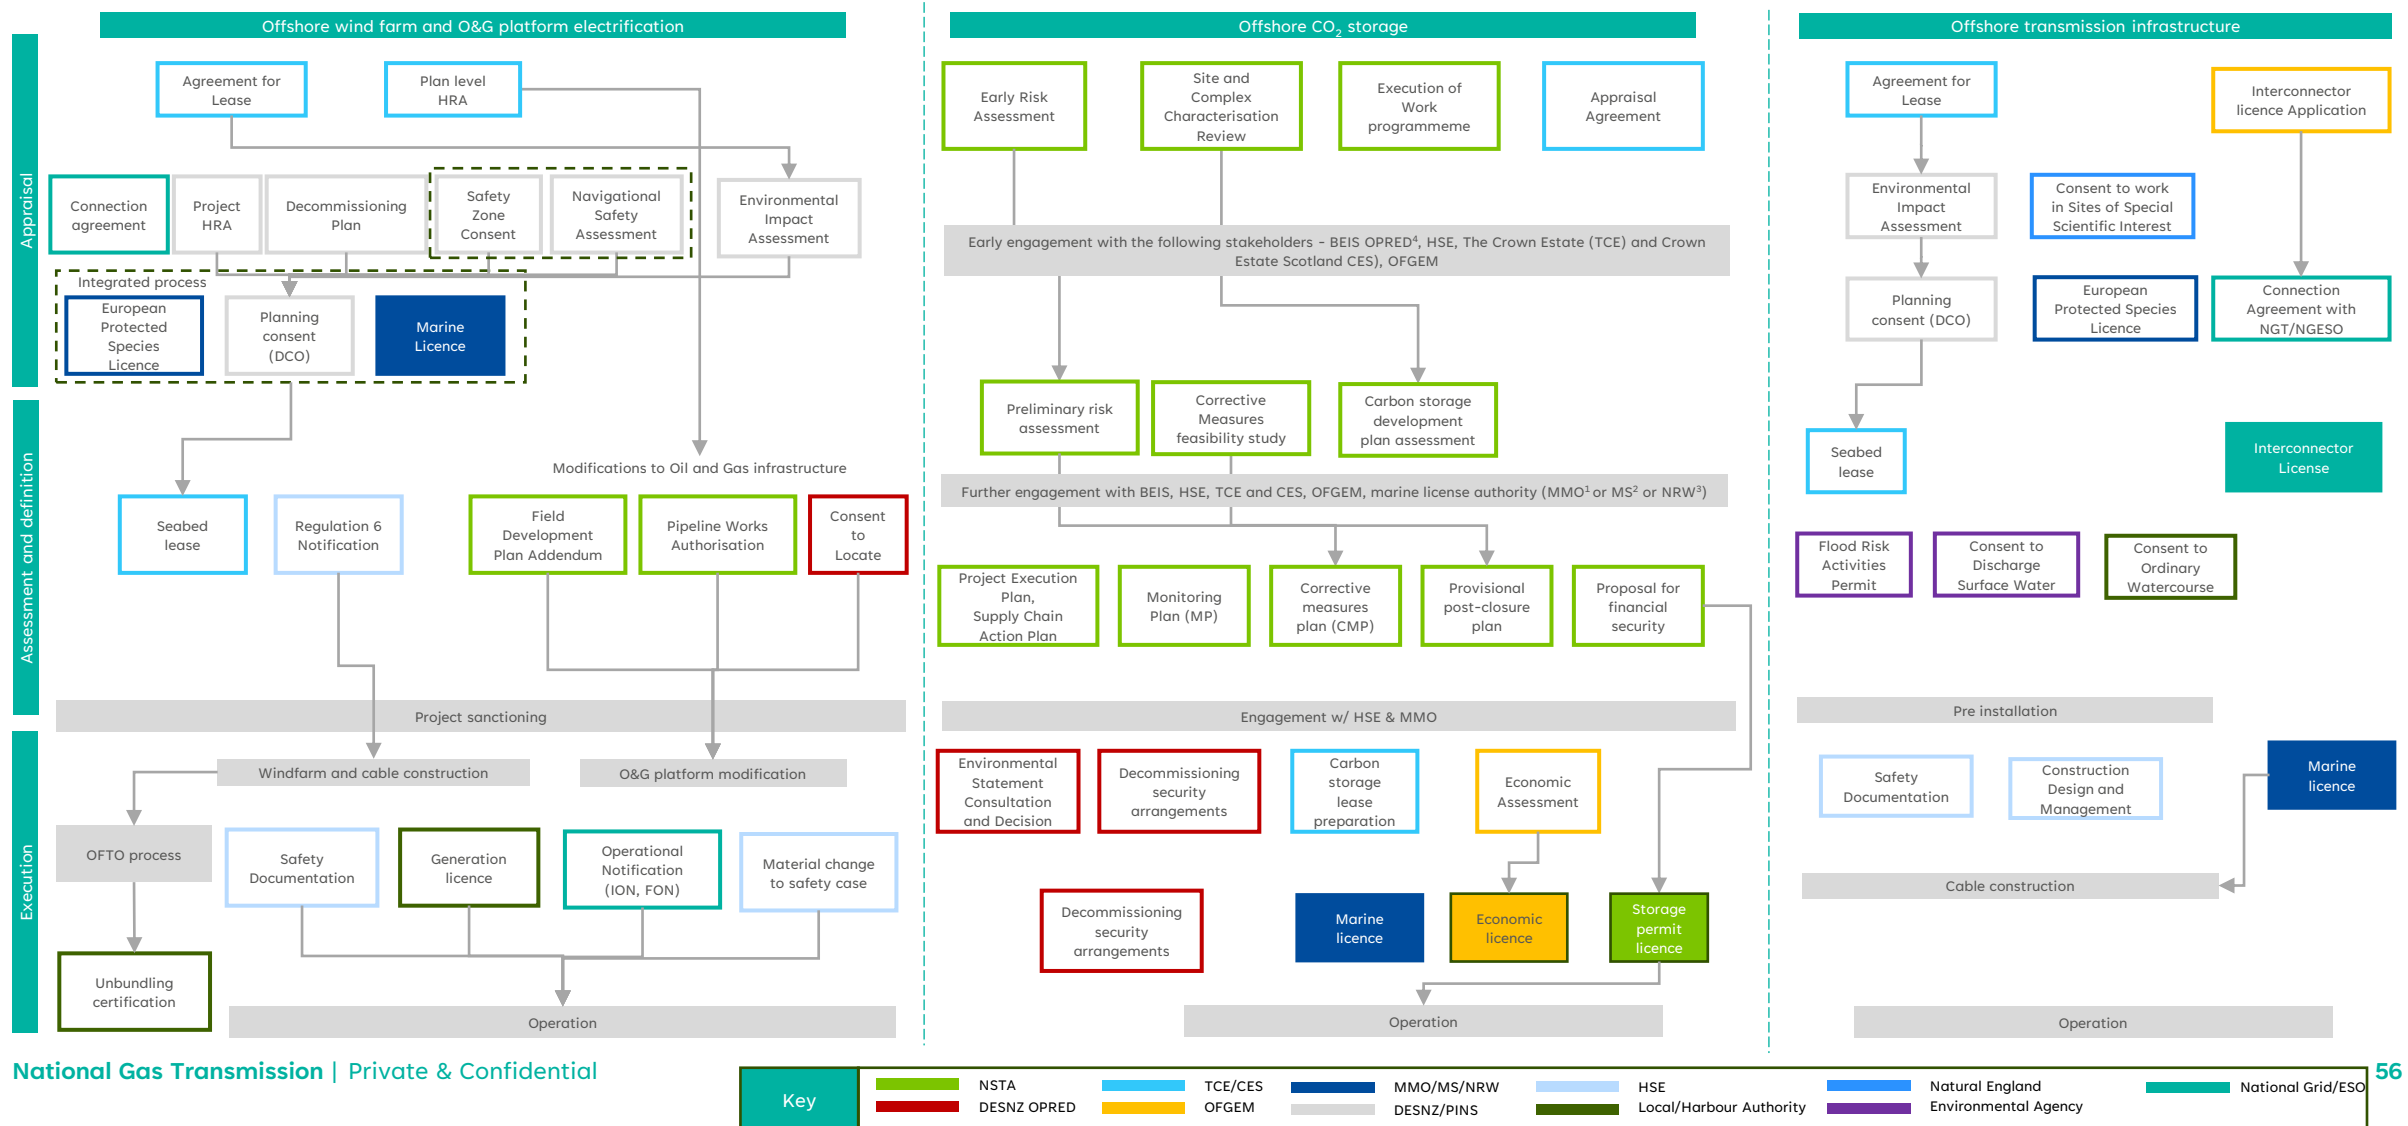 Offshore wind farm and O&G platform electrification
Offshore CO2 storage
Offshore transmission infrastructure
Appraisal
Assessment and definition
Execution
Agreement for
Lease
Plan level
HRA
Connection
agreement
Project
HRA
Decommissioning
Plan
Safety
Zone
Consent
Navigational
Safety
Assessment
Environmental
Impact
Assessment
Integrated process
European
Protected
Species
Licence
Planning
consent
(DCO)
Marine
Licence
Modifications to Oil and Gas infrastructure
Seabed
lease
Regulation 6
Notification
Field
Development
Plan Addendum
Pipeline Works
Authorisation
Consent
to
Locate
Project sanctioning
Windfarm and cable construction
O&G platform modification
OFTO process
Safety
Documentation
Generation
licence
Operational
Notification
(ION, FON)
Material change
to safety case
Unbundling
certification
Operation
Early Risk
Assessment
Site and
Complex
Characterisation
Review
Execution of
Work
programmeme
Appraisal
Agreement
Early engagement with the following stakeholders - BEIS OPRED4, HSE, The Crown Estate (TCE) and Crown
Estate Scotland CES), OFGEM
Preliminary risk
assessment
Corrective
Measures
feasibility study
Carbon storage
development
plan assessment
Further engagement with BEIS, HSE, TCE and CES, OFGEM, marine license authority (MMO1 or MS2 or NRW3)
Project Execution
Plan,
Supply Chain
Action Plan
Monitoring
Plan (MP)
Corrective
measures
plan (CMP)
Provisional
post-closure
plan
Proposal for
financial
security
Engagement w/ HSE & MMO
Environmental
Statement
Consultation
and Decision
Decommissioning
security
arrangements
Carbon
storage
lease
preparation
Economic
Assessment
Decommissioning
security
arrangements
Marine
licence
Economic
licence
Storage
permit
licence
Operation
Agreement for
Lease
Interconnector
licence Application
Environmental
Impact
Assessment
Consent to work
in Sites of Special
Scientific Interest
Planning
consent (DCO)
European
Protected Species
Licence
Connection
Agreement with
NGT/NGESO
Seabed
lease
Interconnector
License
Flood Risk
Activities
Permit
Consent to
Discharge
Surface Water
Consent to
Ordinary
Watercourse
Pre installation
Safety
Documentation
Construction
Design and
Management
Marine
licence
Cable construction
Operation
National Gas Transmission | Private & Confidential
Key
NSTA
TCE/CES
MMO/MS/NRW
HSE
Natural England
National Grid/ESO
DESNZ OPRED
OFGEM
DESNZ/PINS
Local/Harbour Authority
Environmental Agency
56